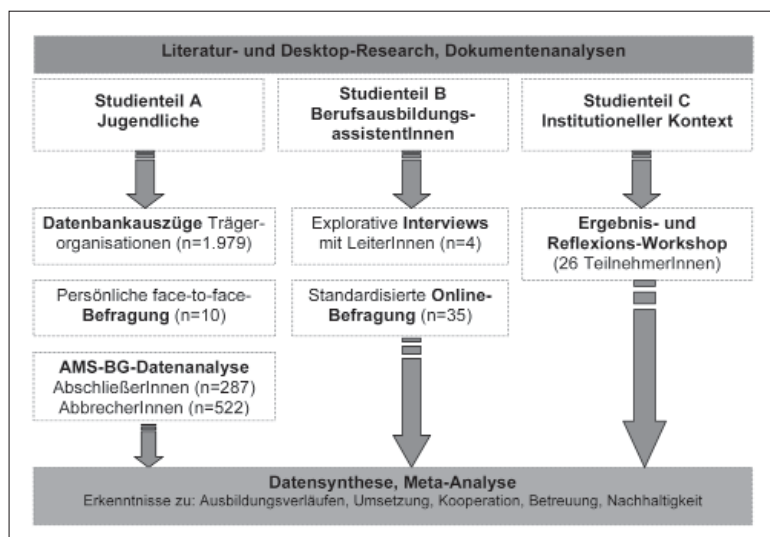 Literatur- und Desktop-Research, Dokumentenanalysen
Studienteil A
Jugendliche
Studienteil B
Berufsausbildungs-
assistentInnen
Studienteil C
Institutioneller Kontext
Datenbankauszüge Träger-
organisationen (n=1.979)
Explorative Interviews
mit LeiterInnen (n=4)
Ergebnis- und
Reflexions-Workshop
(26 TeilnehmerInnen)
Persönliche face-to-face-
Befragung (n=10)
Standardisierte Online-
Befragung (n=35)
AMS-BG-Datenanalyse
AbschließerInnen (n=287)
AbbrecherInnen (n=522)
Datensynthese, Meta-Analyse
Erkenntnisse zu: Ausbildungsverläufen, Umsetzung, Kooperation, Betreuung, Nachhaltigkeit